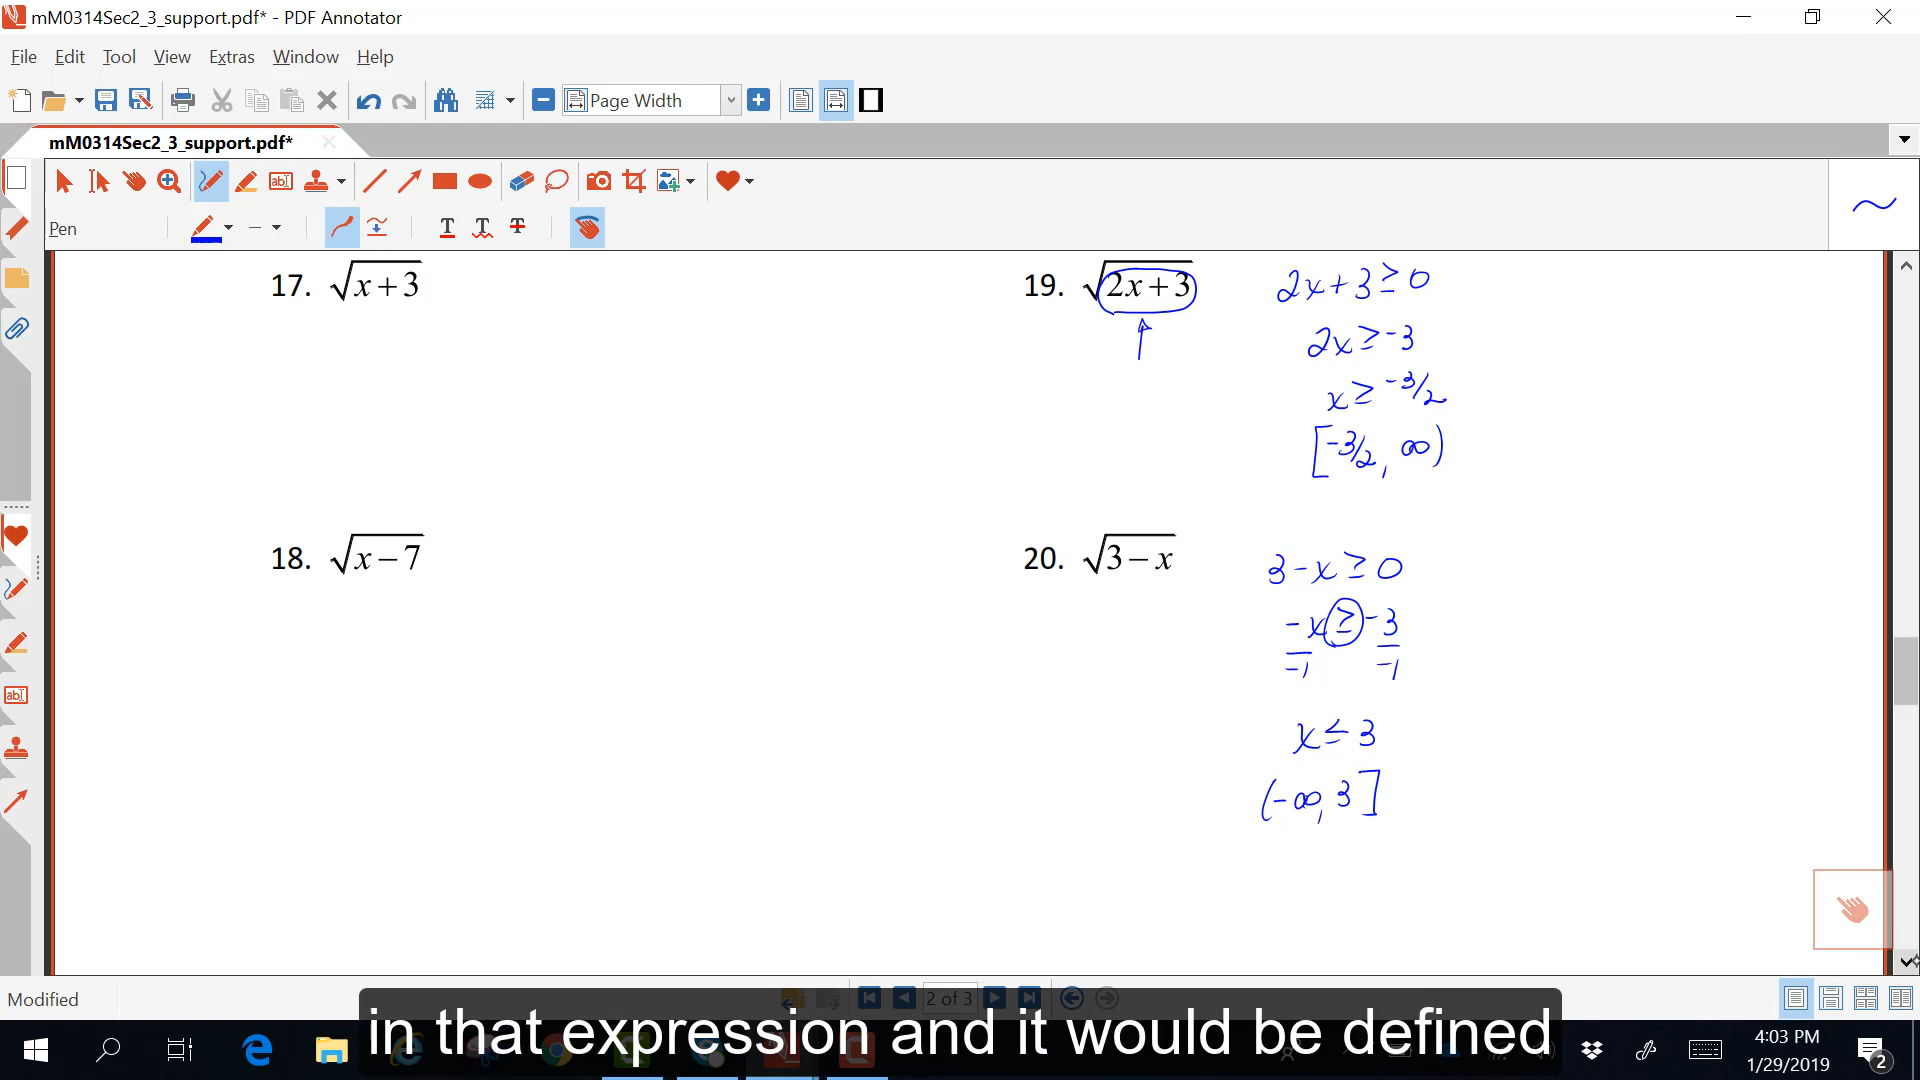 mM0314Sec2_3_support.pdf* - PDF Annotator
File Edit Tool View Extras Window Help
Page Width
mM0314Sec2_3_support.pdf*
Pen
17. √(x+3)
19. √(2x+3)
2x+3 ≥ 0
2x ≥ -3
x ≥ -3/2
[-3/2, ∞)
18. √(x-7)
20. √(3-x)
3-x ≥ 0
-x ≥ -3
-1 -1
x ≤ 3
(-∞, 3]
Modified
2 of 3
in that expression and it would be defined
4:03 PM
1/29/2019
2